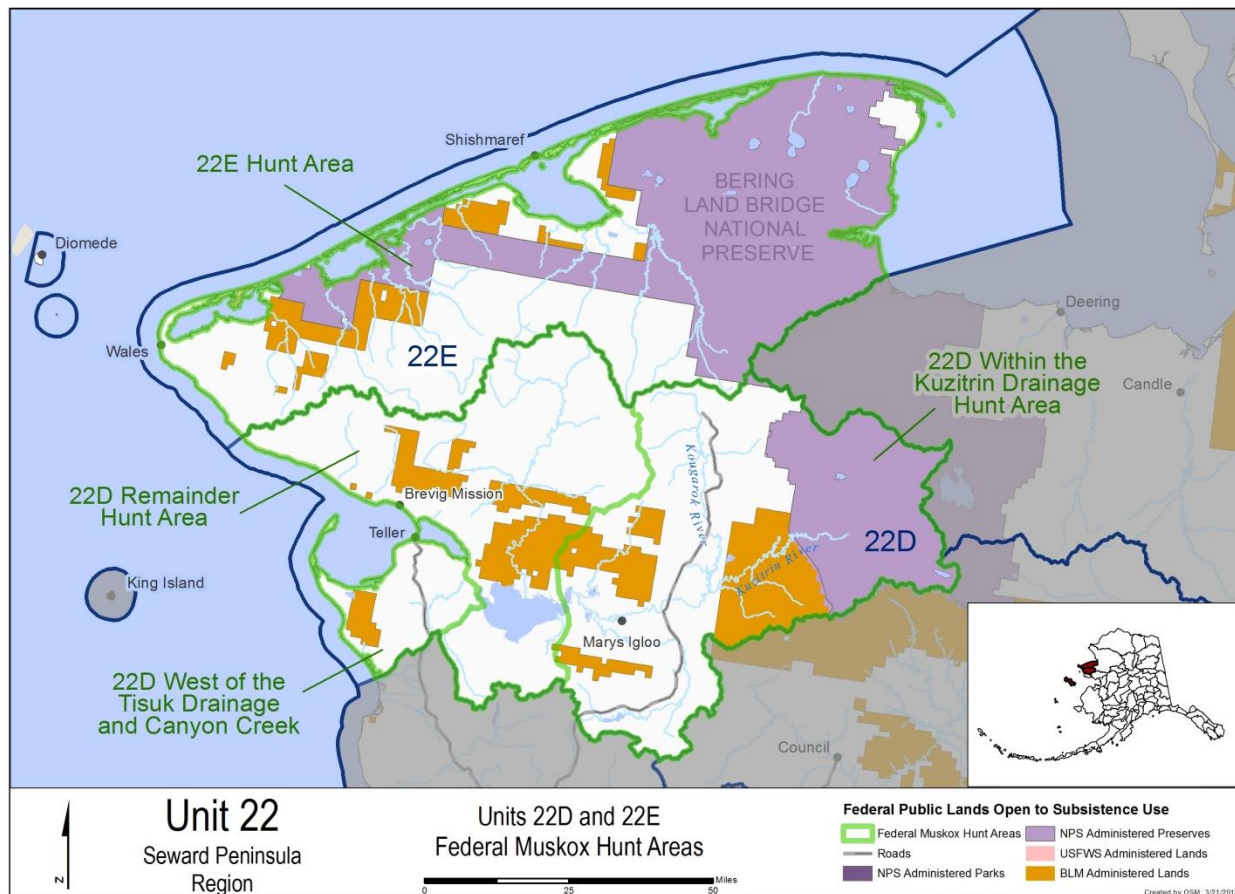 Shishmaref
22E Hunt Area
BERING
LAND BRIDGE
NATIONAL
PRESERVE
Diomede
Deering
Wales
22E
22D Within the
Kuzitrin Drainage
Hunt Area
Candle
Kougarok River
22D Remainder
Hunt Area
Brevig Mission
Teller
22D
Kuzitrin River
King Island
Marys Igloo
22D West of the
Tisuk Drainage
and Canyon Creek
Council
N
Unit 22
Seward Peninsula
Region
Units 22D and 22E
Federal Muskox Hunt Areas
Miles
0 25 50
Federal Public Lands Open to Subsistence Use
Federal Muskox Hunt Areas
Roads
NPS Administered Parks
NPS Administered Preserves
USFWS Administered Lands
BLM Administered Lands
Created by OSM: